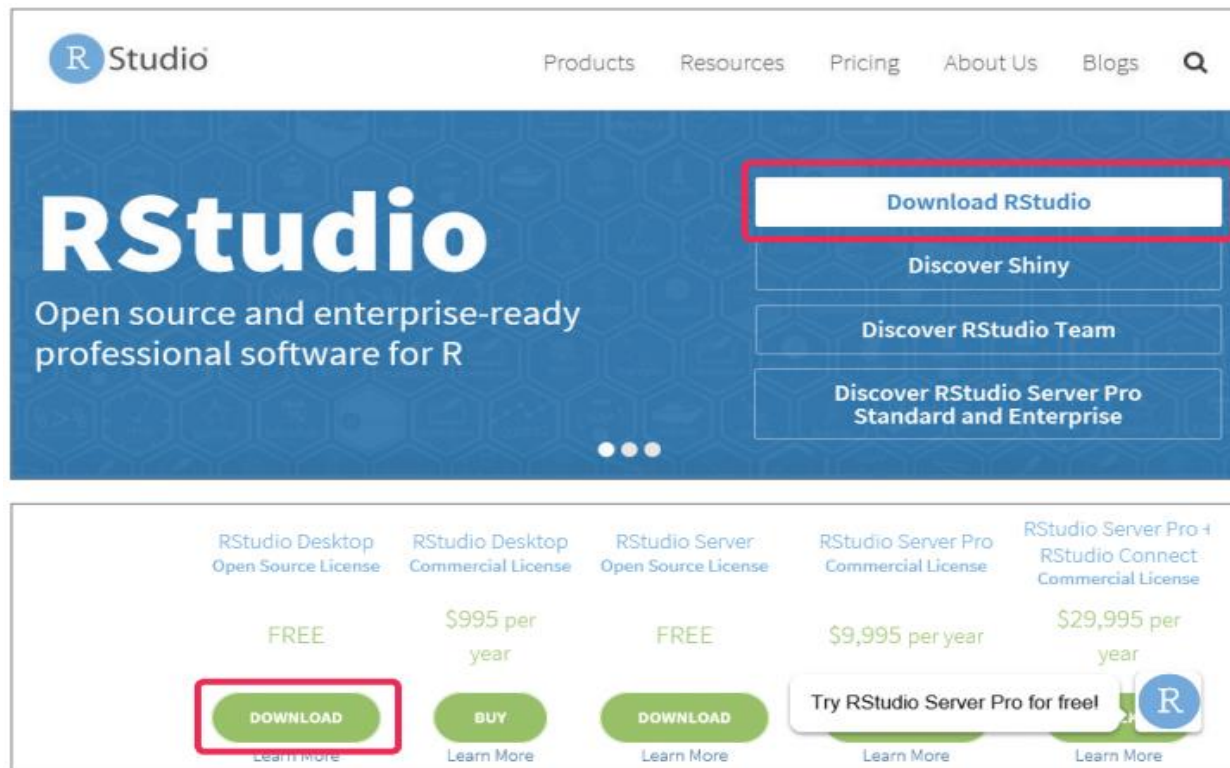 R Studio
Products Resources Pricing About Us Blogs
RStudio
Open source and enterprise-ready
professional software for R
Download RStudio
Discover Shiny
Discover RStudio Team
Discover RStudio Server Pro
Standard and Enterprise
RStudio Desktop
Open Source License
FREE
DOWNLOAD
Learn More
RStudio Desktop
Commercial License
$995 per
year
BUY
Learn More
RStudio Server
Open Source License
FREE
DOWNLOAD
Learn More
RStudio Server Pro
Commercial License
$9,995 per year
Learn More
RStudio Server Pro +
RStudio Connect
Commercial License
$29,995 per
year
Learn More
Try RStudio Server Pro for free!
R